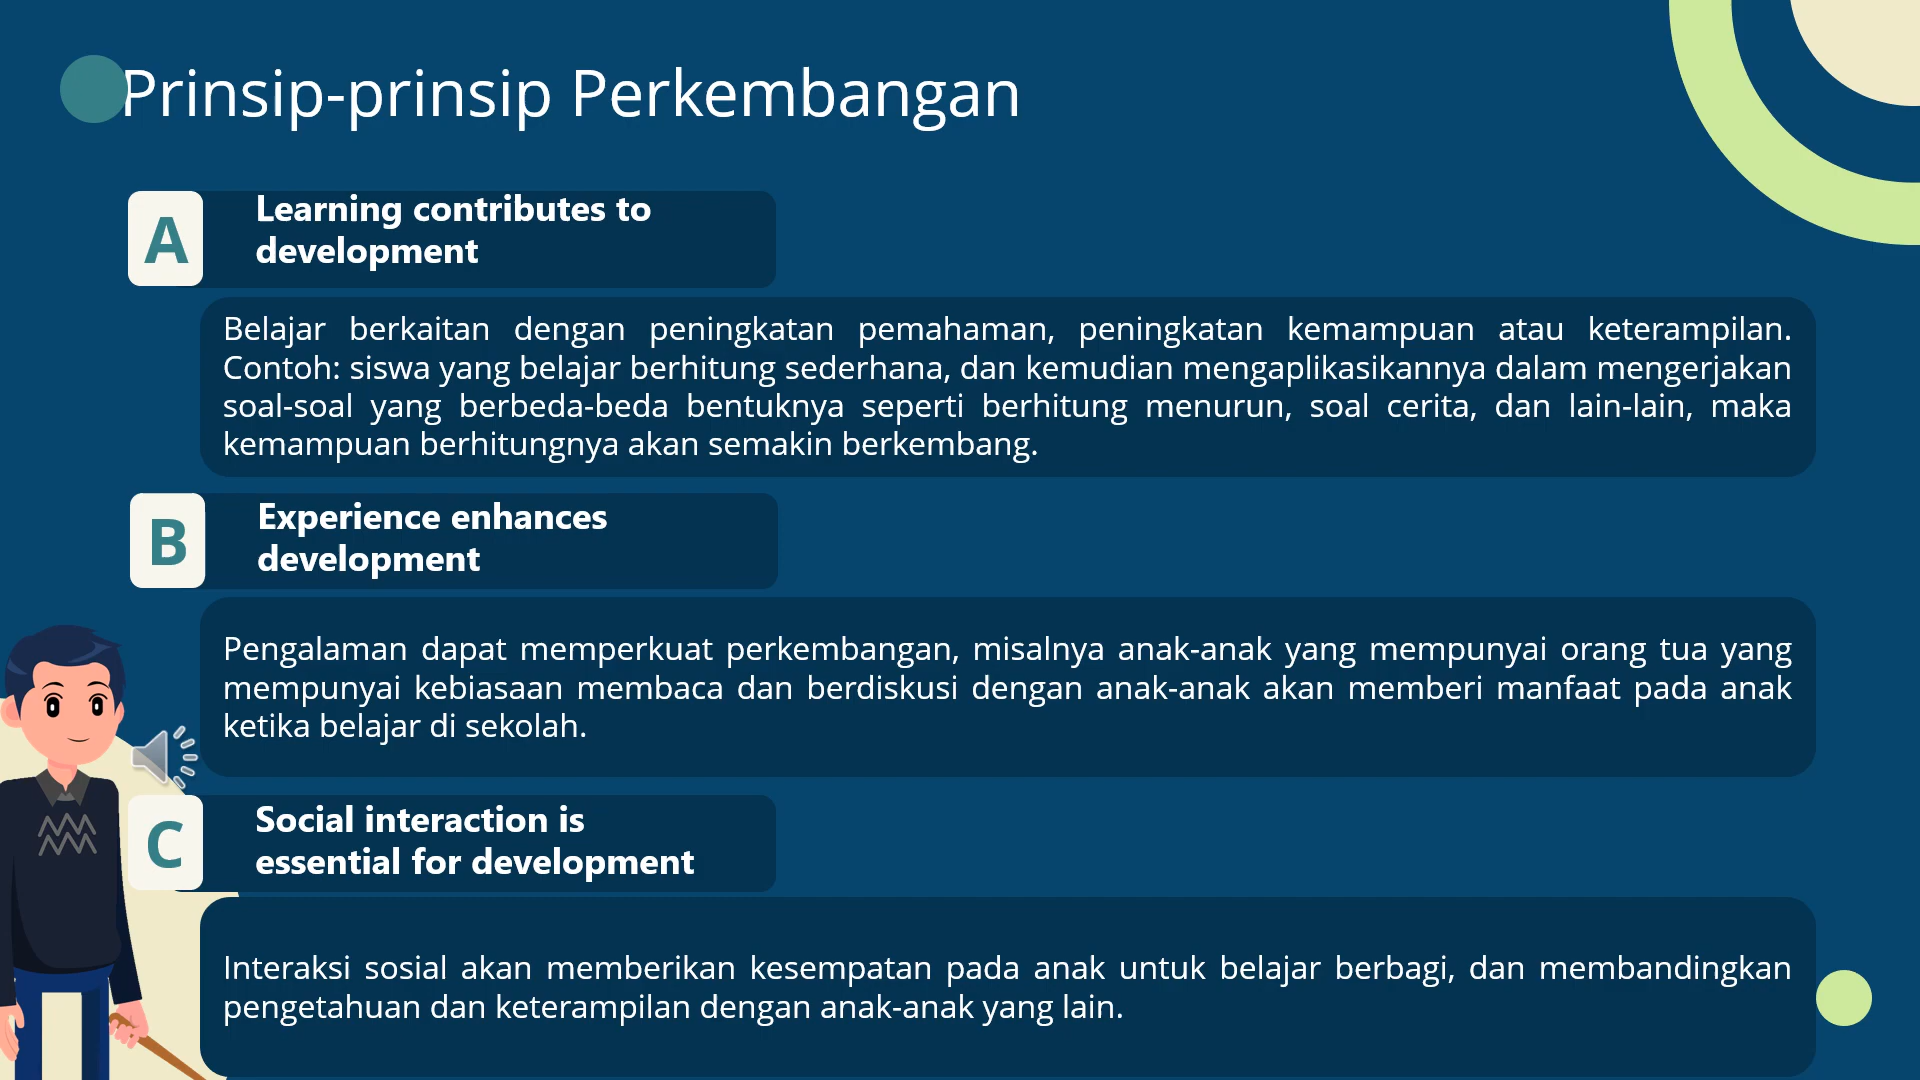 Prinsip-prinsip Perkembangan
A
Learning contributes to
development
Belajar berkaitan dengan peningkatan pemahaman, peningkatan kemampuan atau keterampilan.
Contoh: siswa yang belajar berhitung sederhana, dan kemudian mengaplikasikannya dalam mengerjakan
soal-soal yang berbeda-beda bentuknya seperti berhitung menurun, soal cerita, dan lain-lain, maka
kemampuan berhitungnya akan semakin berkembang.
B
Experience enhances
development
Pengalaman dapat memperkuat perkembangan, misalnya anak-anak yang mempunyai orang tua yang
mempunyai kebiasaan membaca dan berdiskusi dengan anak-anak akan memberi manfaat pada anak
ketika belajar di sekolah.
C
Social interaction is
essential for development
Interaksi sosial akan memberikan kesempatan pada anak untuk belajar berbagi, dan membandingkan
pengetahuan dan keterampilan dengan anak-anak yang lain.